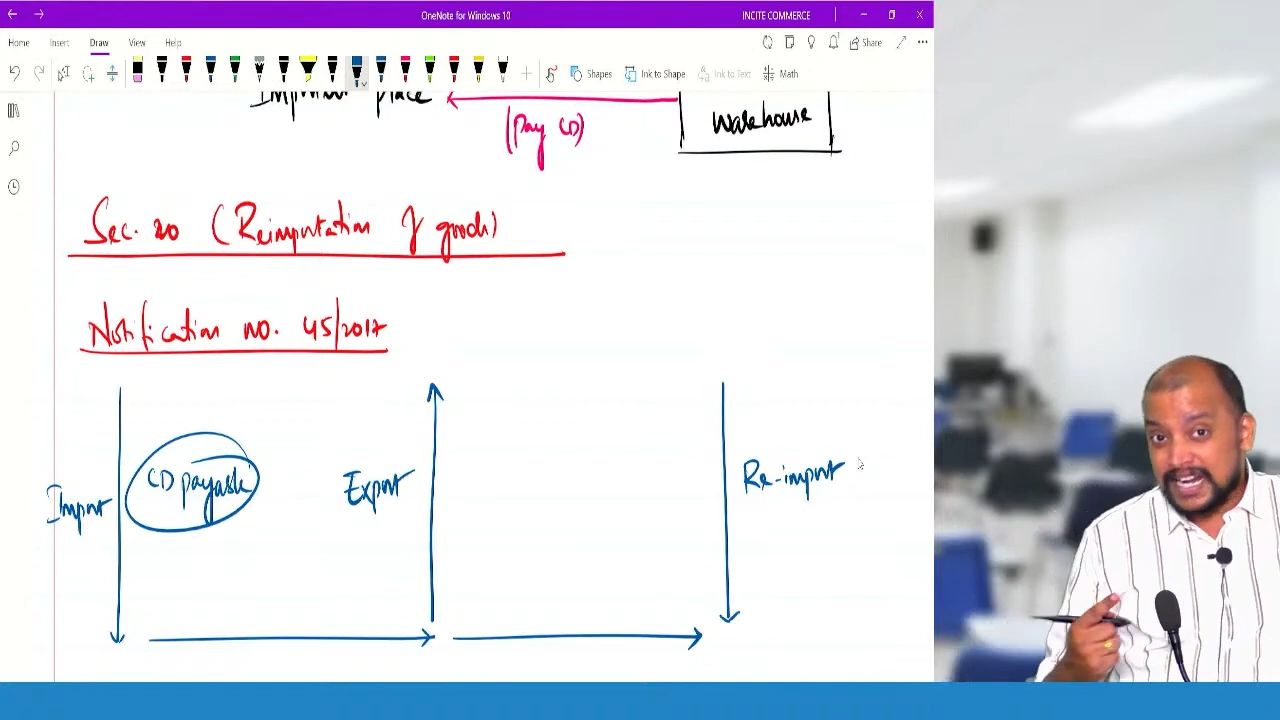 OneNote for Windows 10
INCITE COMMERCE
Home Insert Draw View Help
Share
Shapes Ink to Shape Ink to Text Math
place
(Pay CD)
Warehouse
Sec. 20 (Reimportation of goods)
Notification no. 45/2017
Import
CD payable
Export
Re-import